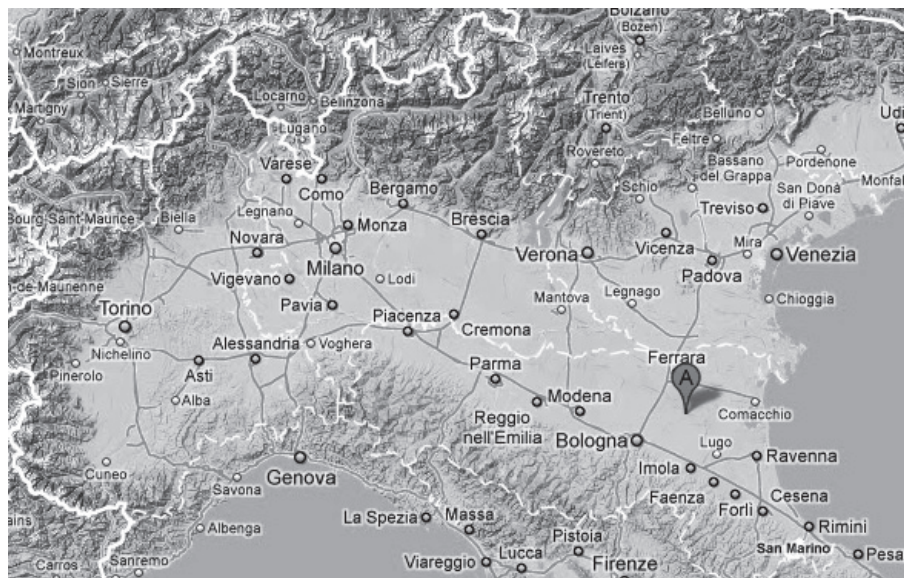 Bolzano
(Bozen)
Montreux
Laives
(Leifers)
Sion
Sierre
Martigny
Locarno
Belinzona
Trento
(Trient)
Belluno
Udi
Lugano
Feltre
Rovereto
Pordenone
Varese
Como
Bassano
del Grappa
Monfal
Bergamo
Schio
San Donà
di Piave
Bourg-Saint-Maurice
Biella
Legnano
Monza
Brescia
Treviso
Novara
Milano
Verona
Vicenza
Mira
Venezia
Padova
n-de-Maurienne
Vigevano
Lodi
Mantova
Legnago
Chioggia
Torino
Pavia
Piacenza
Cremona
Nichelino
Alessandria
Voghera
Ferrara
Pinerolo
Asti
Parma
A
Alba
Modena
Comacchio
Reggio
nell'Emilia
Bologna
Lugo
Ravenna
Cuneo
Genova
Imola
Savona
Faenza
Cesena
Forlì
La Spezia
Massa
Rimini
ains
Albenga
Pistoia
San Marino
Pesa
Carros
Sanremo
Viareggio
Lucca
Firenze